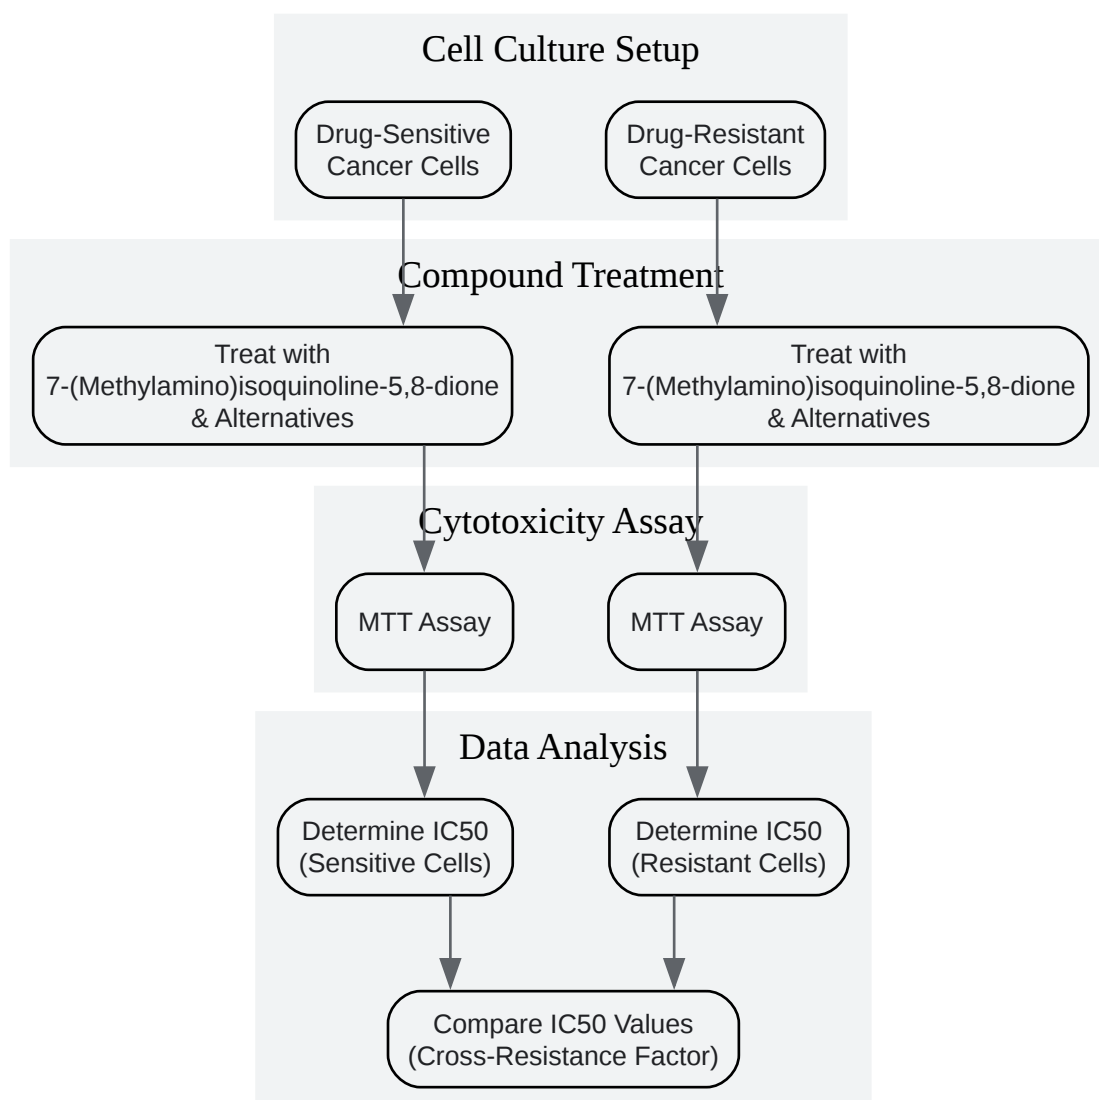 Cell Culture Setup
Drug-Sensitive
Cancer Cells
Drug-Resistant
Cancer Cells
Compound Treatment
Treat with
7-(Methylamino)isoquinoline-5,8-dione
& Alternatives
Treat with
7-(Methylamino)isoquinoline-5,8-dione
& Alternatives
Cytotoxicity Assay
MTT Assay
MTT Assay
Data Analysis
Determine IC50
(Sensitive Cells)
Determine IC50
(Resistant Cells)
Compare IC50 Values
(Cross-Resistance Factor)